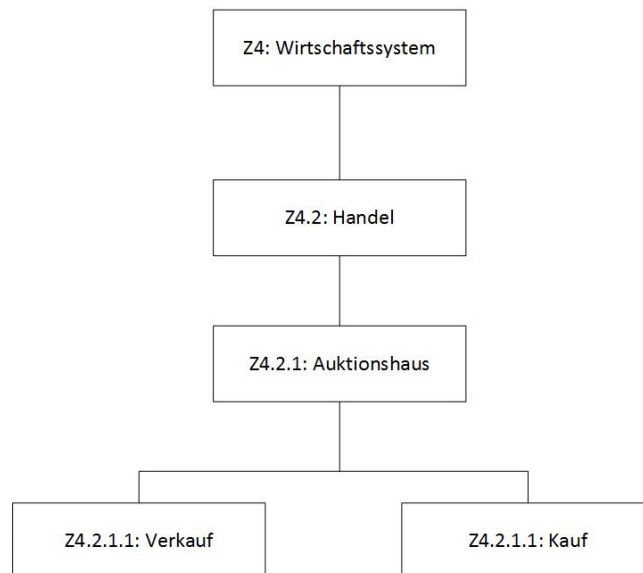 Z4: Wirtschaftssystem
Z4.2: Handel
Z4.2.1: Auktionshaus
Z4.2.1.1: Verkauf
Z4.2.1.1: Kauf